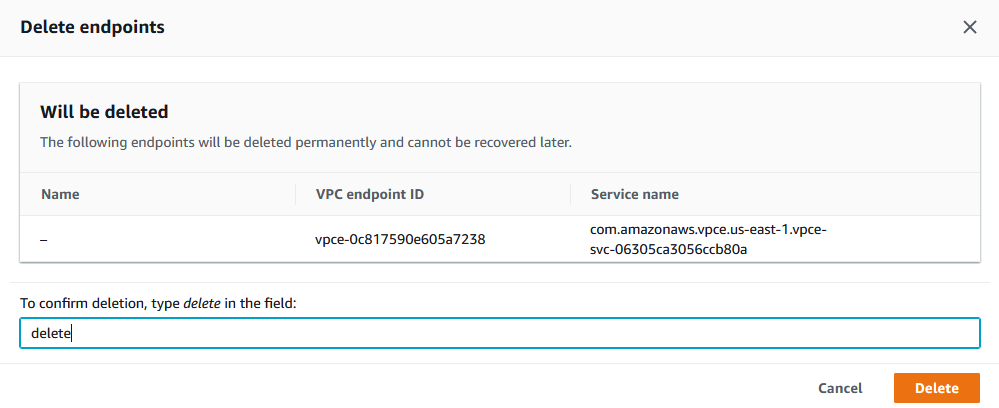 Delete endpoints
Will be deleted
The following endpoints will be deleted permanently and cannot be recovered later.
Name VPC endpoint ID Service name
– vpce-0c817590e605a7238 com.amazonaws.vpce.us-east-1.vpce-
svc-06305ca3056ccb80a
To confirm deletion, type delete in the field:
delete
Cancel Delete